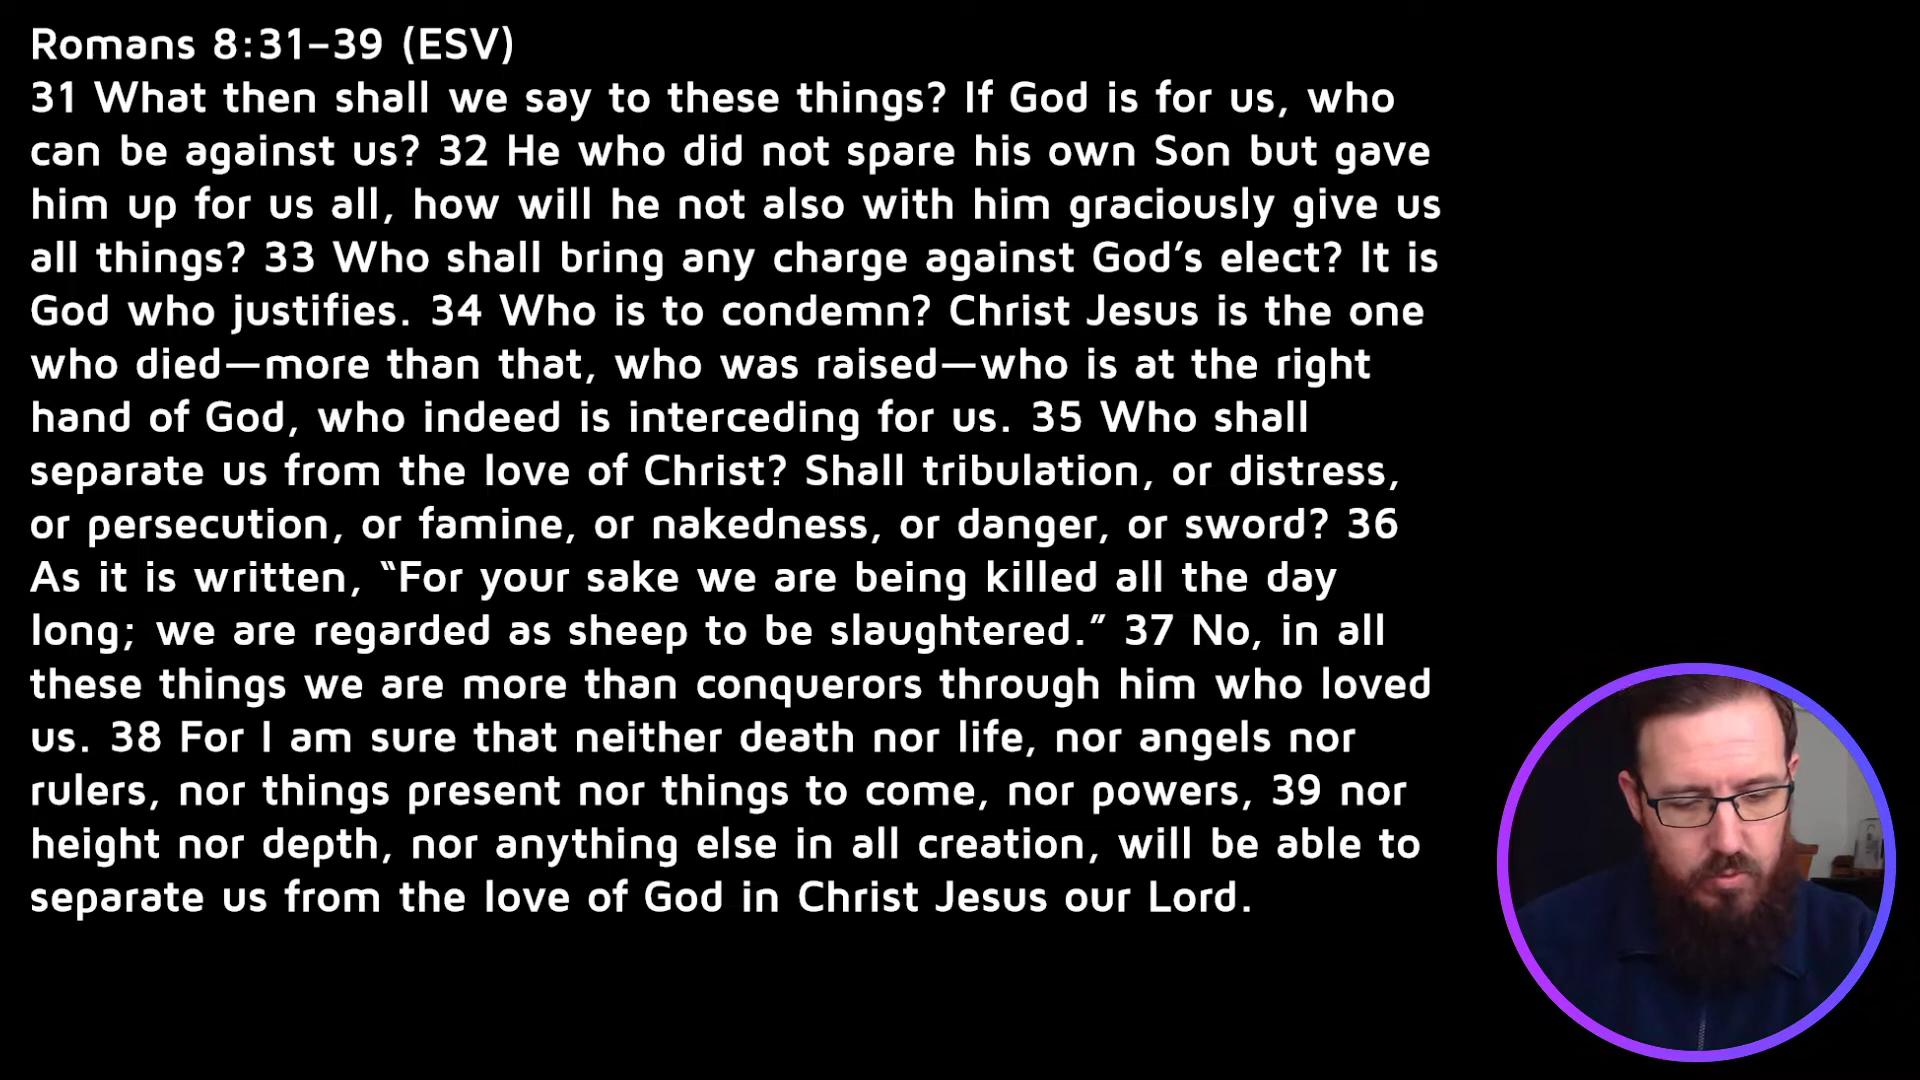 Romans 8:31–39 (ESV)
31 What then shall we say to these things? If God is for us, who
can be against us? 32 He who did not spare his own Son but gave
him up for us all, how will he not also with him graciously give us
all things? 33 Who shall bring any charge against God’s elect? It is
God who justifies. 34 Who is to condemn? Christ Jesus is the one
who died—more than that, who was raised—who is at the right
hand of God, who indeed is interceding for us. 35 Who shall
separate us from the love of Christ? Shall tribulation, or distress,
or persecution, or famine, or nakedness, or danger, or sword? 36
As it is written, “For your sake we are being killed all the day
long; we are regarded as sheep to be slaughtered.” 37 No, in all
these things we are more than conquerors through him who loved
us. 38 For I am sure that neither death nor life, nor angels nor
rulers, nor things present nor things to come, nor powers, 39 nor
height nor depth, nor anything else in all creation, will be able to
separate us from the love of God in Christ Jesus our Lord.